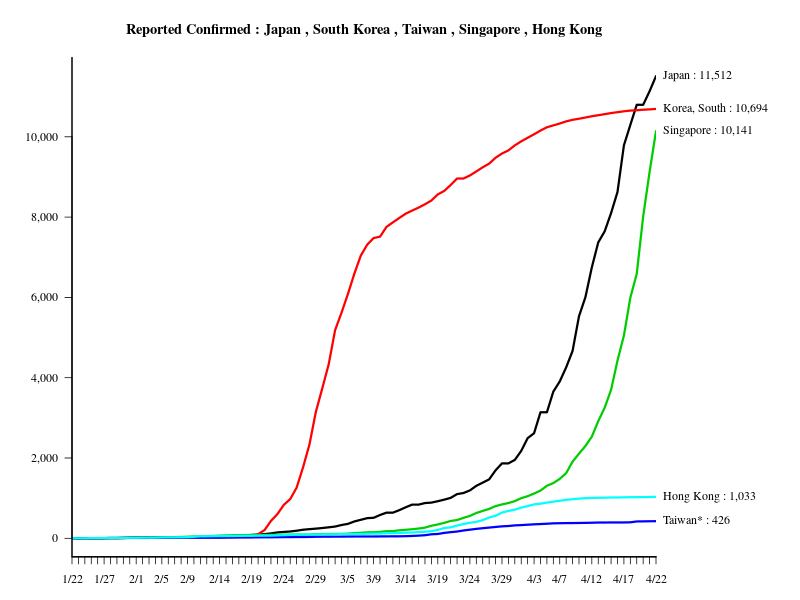 Reported Confirmed : Japan , South Korea , Taiwan , Singapore , Hong Kong
Japan : 11,512
Korea, South : 10,694
Singapore : 10,141
10,000
8,000
6,000
4,000
2,000
Hong Kong : 1,033
Taiwan* : 426
0
1/22 1/27 2/1 2/5 2/9 2/14 2/19 2/24 2/29 3/5 3/9 3/14 3/19 3/24 3/29 4/3 4/7 4/12 4/17 4/22